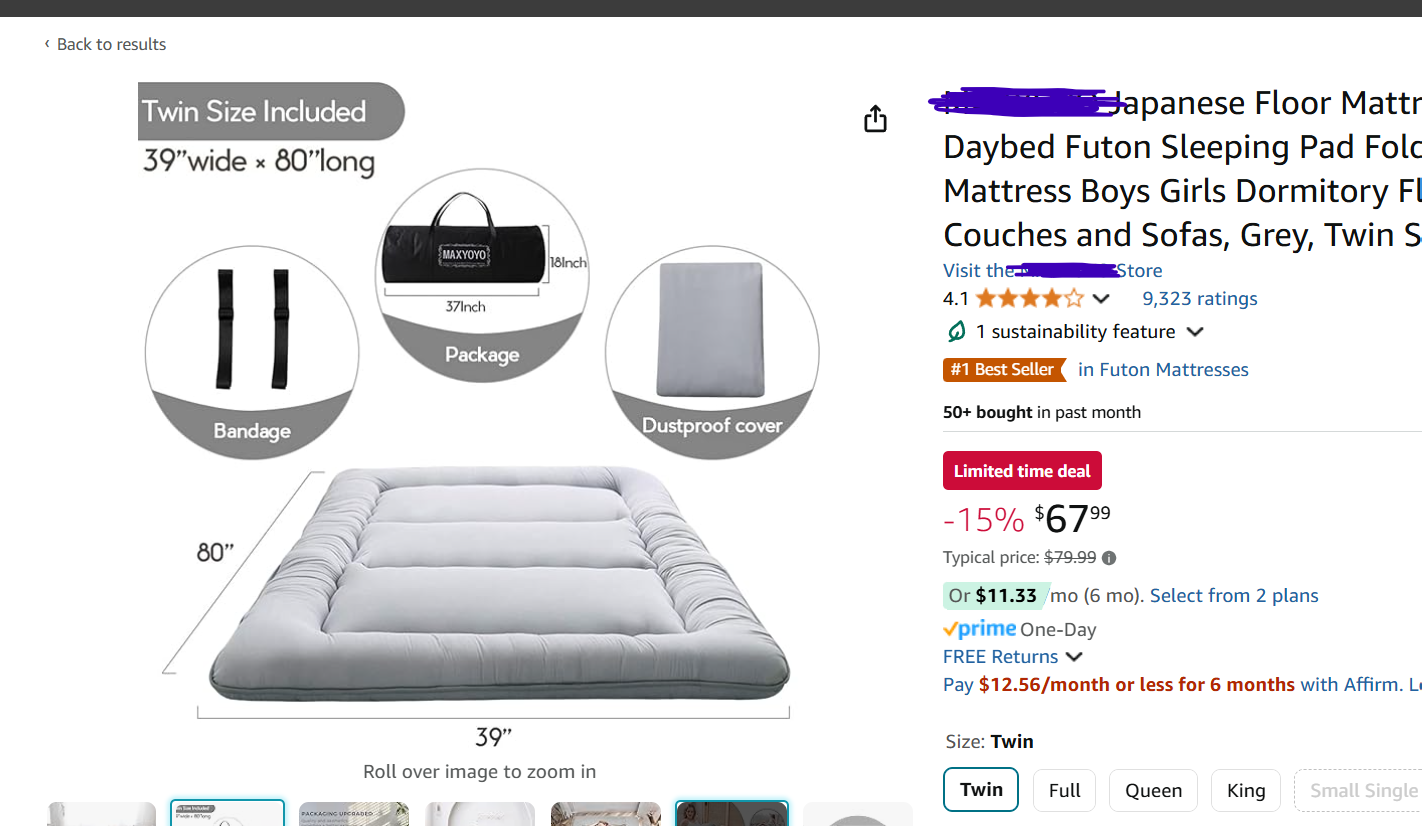 ‹ Back to results
Twin Size Included
39”wide × 80”long
MAXYOYO
18Inch
37Inch
Package
Bandage
Dustproof cover
80”
39”
Roll over image to zoom in
Japanese Floor Mattr
Daybed Futon Sleeping Pad Fold
Mattress Boys Girls Dormitory Fl
Couches and Sofas, Grey, Twin S
Visit the Store
4.1 9,323 ratings
1 sustainability feature
#1 Best Seller in Futon Mattresses
50+ bought in past month
Limited time deal
-15% $67 99
Typical price: $79.99
Or $11.33 /mo (6 mo). Select from 2 plans
prime One-Day
FREE Returns
Pay $12.56/month or less for 6 months with Affirm. Le
Size: Twin
Twin Full Queen King Small Single
PACKAGING UPGRADED